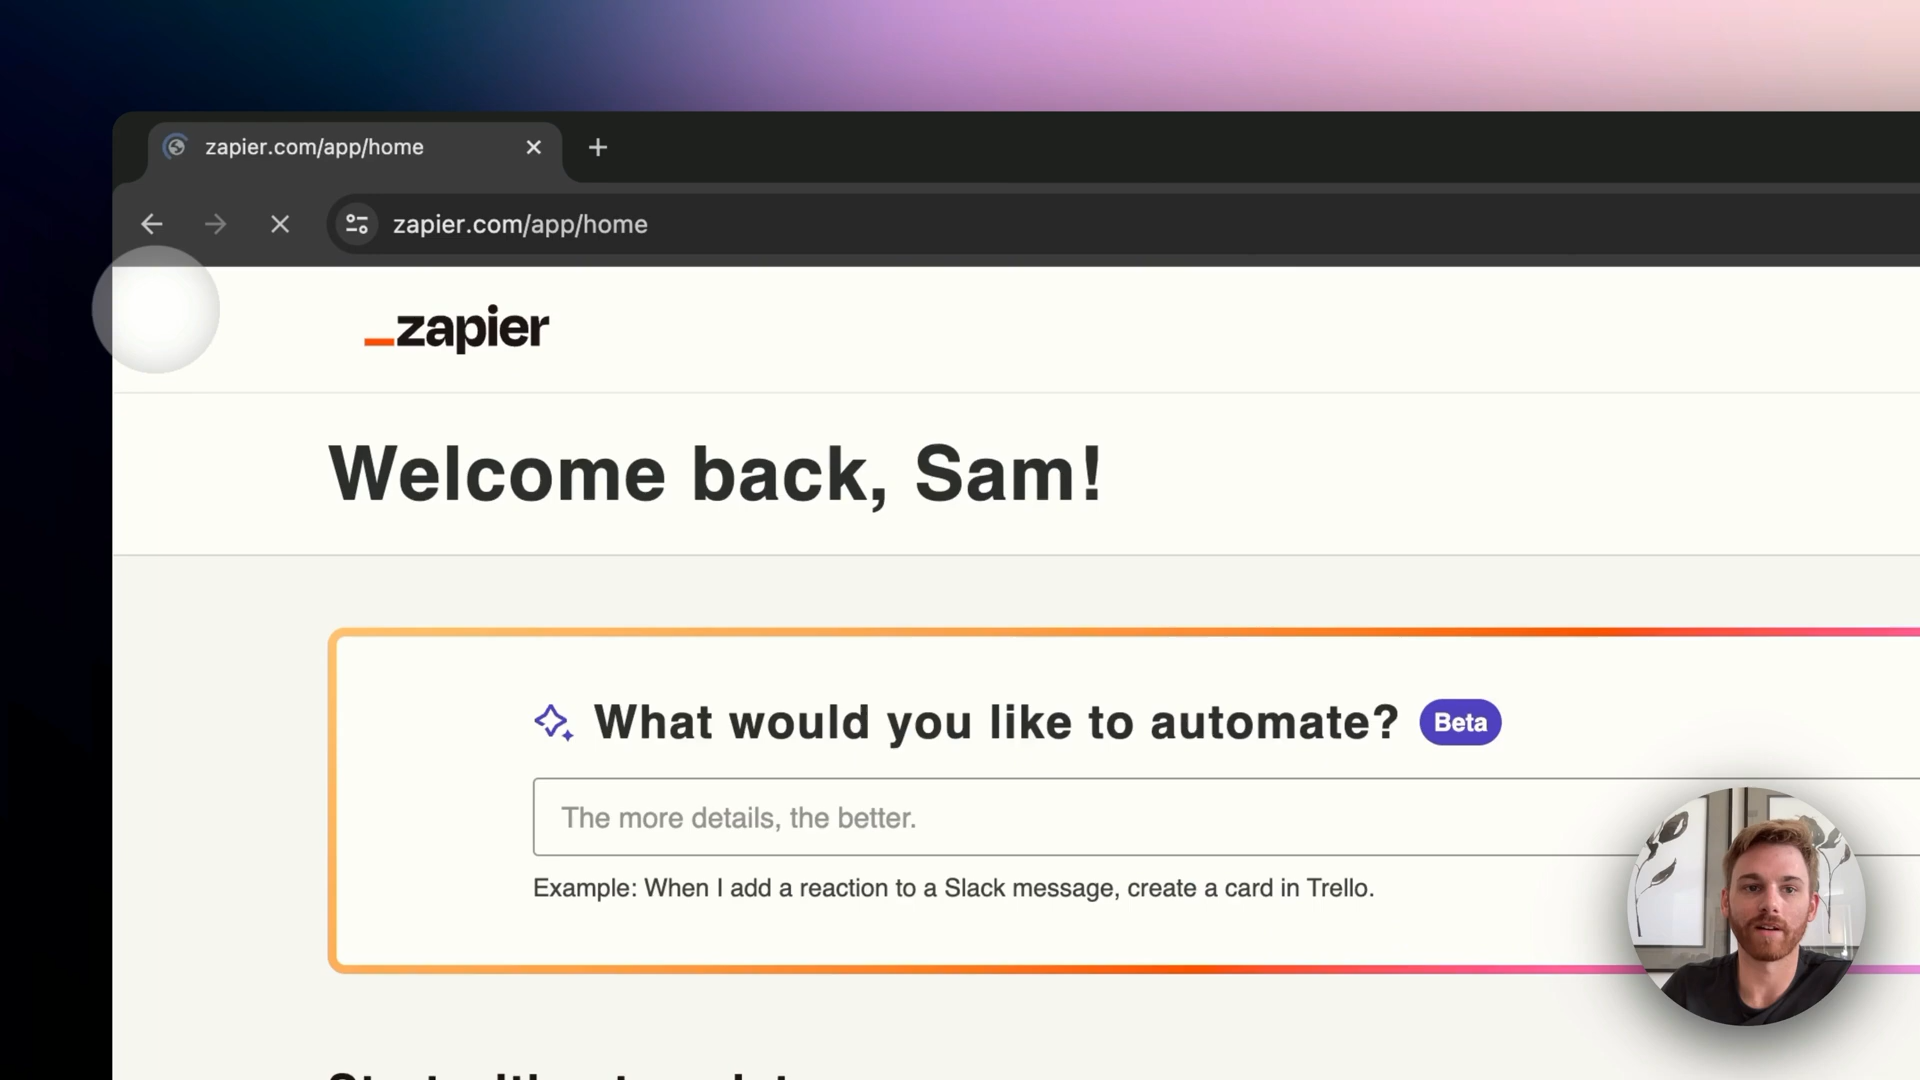 zapier.com/app/home
zapier.com/app/home
zapier
Welcome back, Sam!
What would you like to automate? Beta
The more details, the better.
Example: When I add a reaction to a Slack message, create a card in Trello.